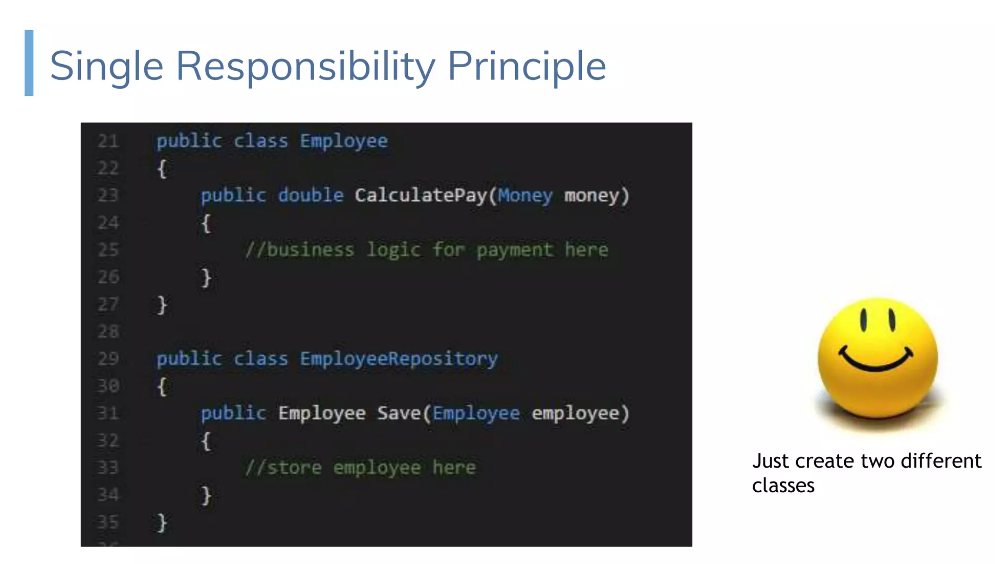 Single Responsibility Principle
21 public class Employee
22 {
23 public double CalculatePay(Money money)
24 {
25 //business logic for payment here
26 }
27 }
28
29 public class EmployeeRepository
30 {
31 public Employee Save(Employee employee)
32 {
33 //store employee here
34 }
35 }
Just create two different
classes